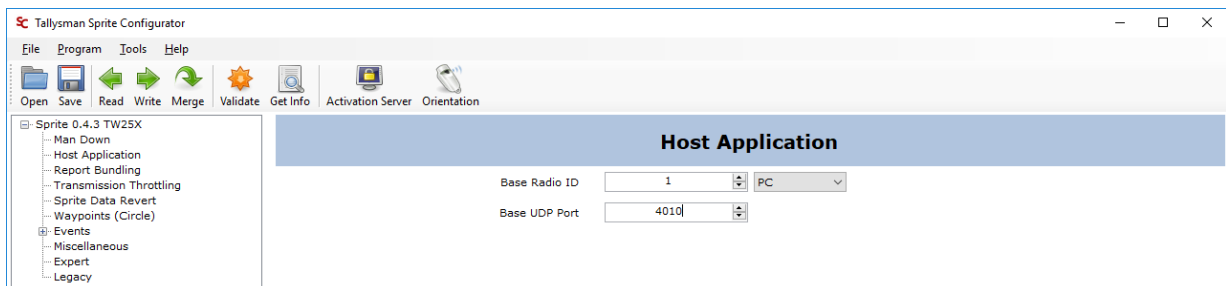 SC Tallysman Sprite Configurator
File Program Tools Help
Open Save Read Write Merge Validate Get Info Activation Server Orientation
Sprite 0.4.3 TW25X
Man Down
Host Application
Report Bundling
Transmission Throttling
Sprite Data Revert
Waypoints (Circle)
Events
Miscellaneous
Expert
Legacy
Host Application
Base Radio ID 1 PC
Base UDP Port 4010